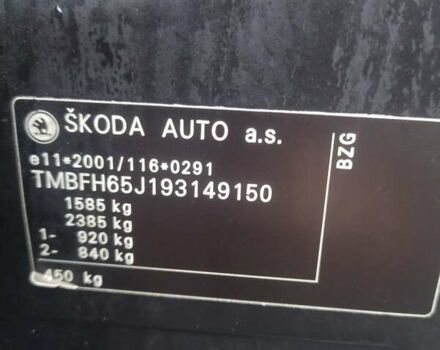 ŠKODA AUTO a.s.
e11*2001/116*0291
TMBFH65J193149150
1585 kg
2385 kg
1- 920 kg
2- 840 kg
450 kg
BZG